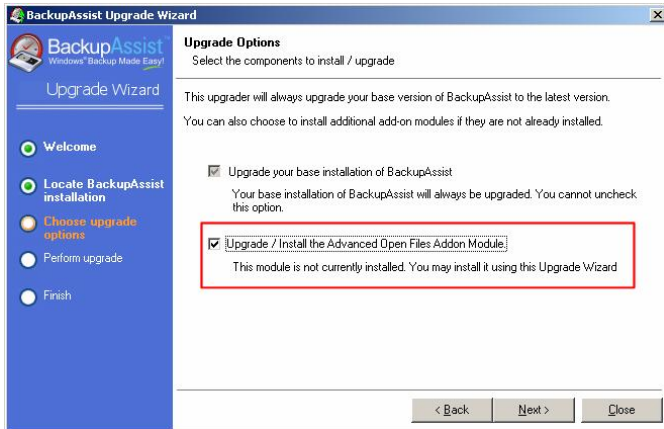 BackupAssist Upgrade Wizard
BackupAssist
Windows Backup Made Easy!
Upgrade Wizard
Welcome
Locate BackupAssist
installation
Choose upgrade
options
Perform upgrade
Finish
Upgrade Options
Select the components to install / upgrade
This upgrader will always upgrade your base version of BackupAssist to the latest version.
You can also choose to install additional add-on modules if they are not already installed.
Upgrade your base installation of BackupAssist
Your base installation of BackupAssist will always be upgraded. You cannot uncheck
this option.
Upgrade / Install the Advanced Open Files Addon Module.
This module is not currently installed. You may install it using this Upgrade Wizard
< Back
Next >
Close